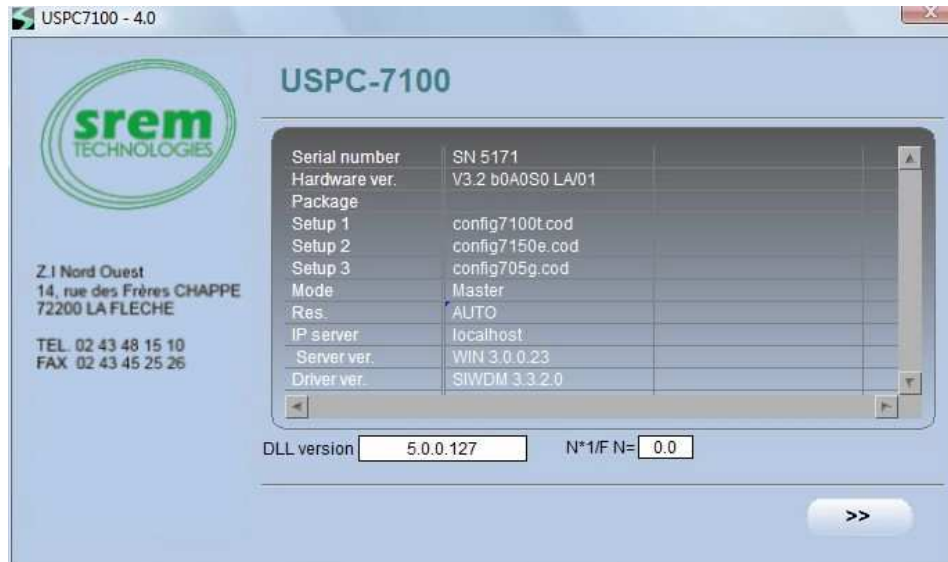 USPC7100 - 4.0
srem
TECHNOLOGIES
Z.I Nord Ouest
14, rue des Frères CHAPPE
72200 LA FLECHE
TEL. 02 43 48 15 10
FAX 02 43 45 25 26
USPC-7100
Serial number SN 5171
Hardware ver. V3.2 b0A0S0 LA/01
Package
Setup 1 config7100t.cod
Setup 2 config7150e.cod
Setup 3 config705g.cod
Mode Master
Res. AUTO
IP server localhost
Server ver. WIN 3.0.0.23
Driver ver. SIWDM 3.3.2.0
DLL version 5.0.0.127 N*1/F N= 0.0
>>